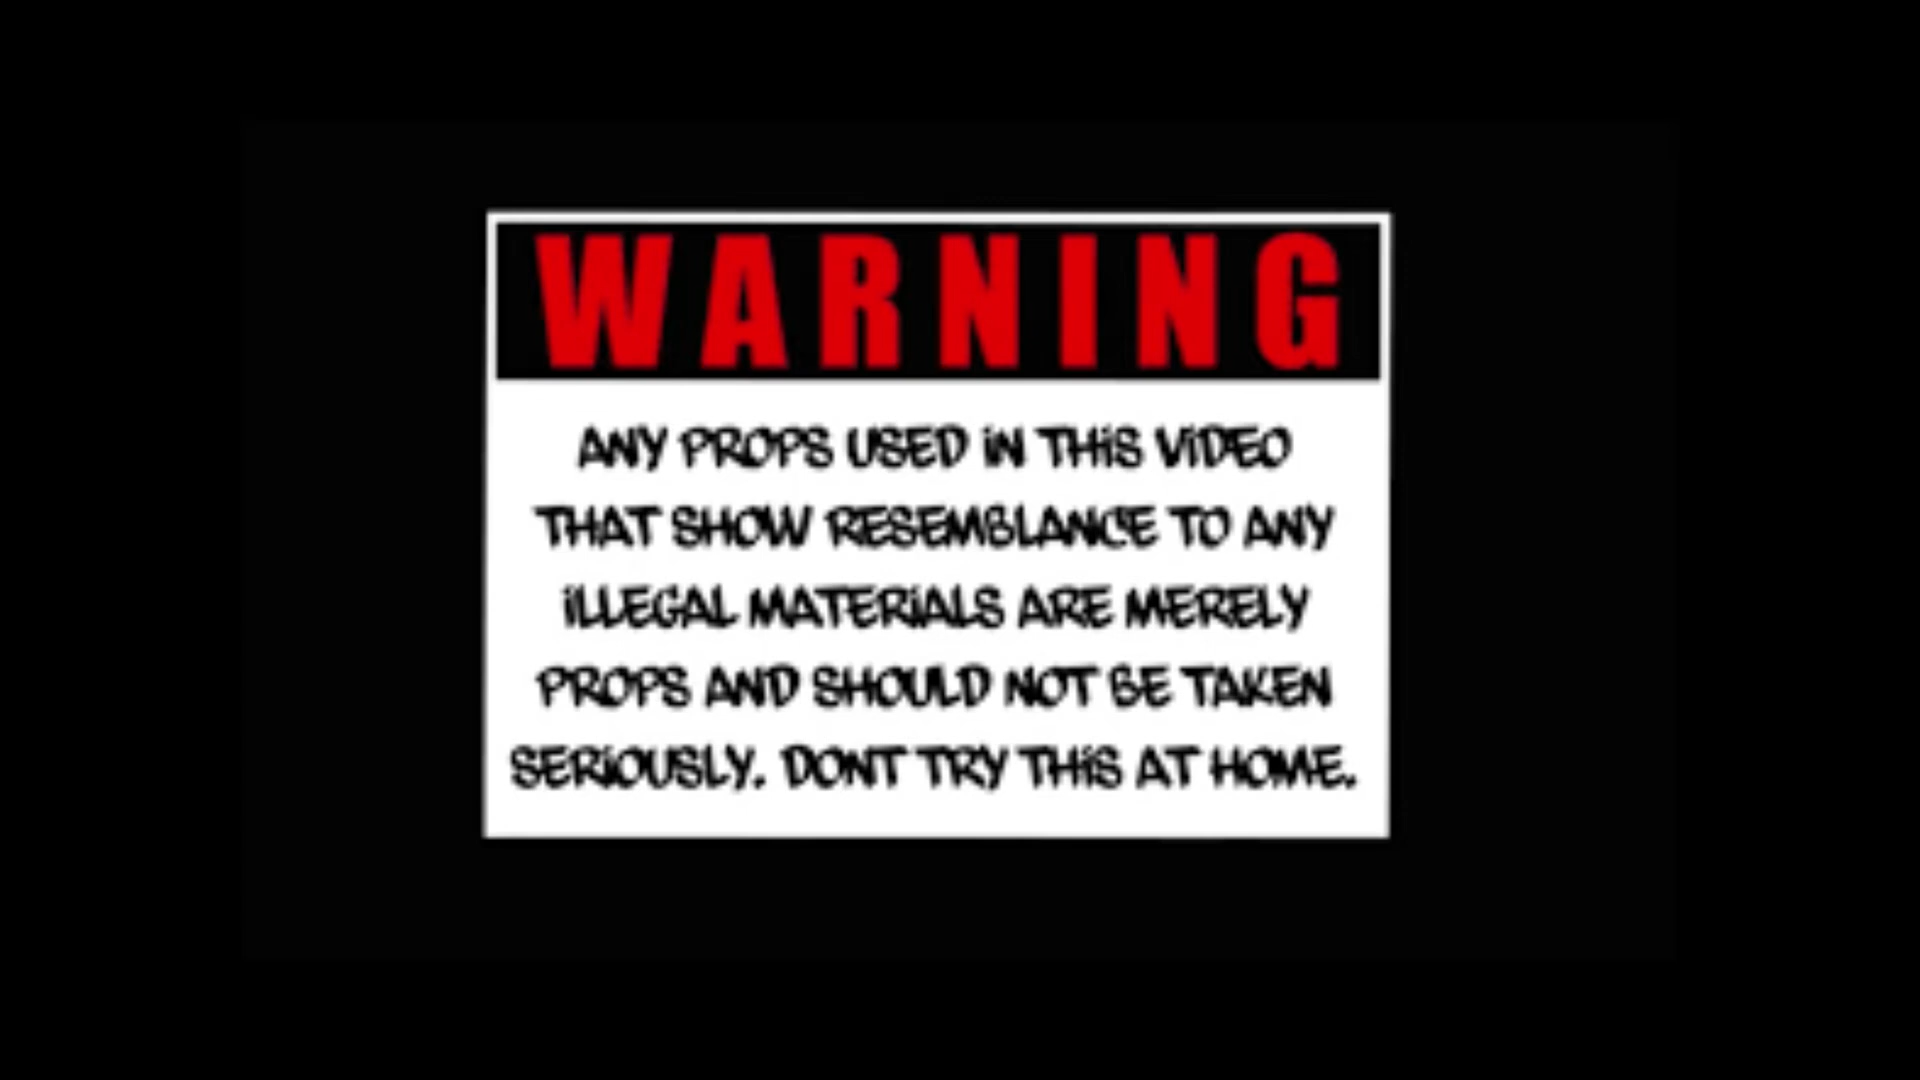 WARNING
ANY PROPS USED iN THiS ViDEO
THAT SHOW RESEMBLANCE TO ANY
iLLEGAL MATERiALS ARE MERELY
PROPS AND SHOULD NOT BE TAKEN
SERiOUSLY. DONT TRY THiS AT HOME.